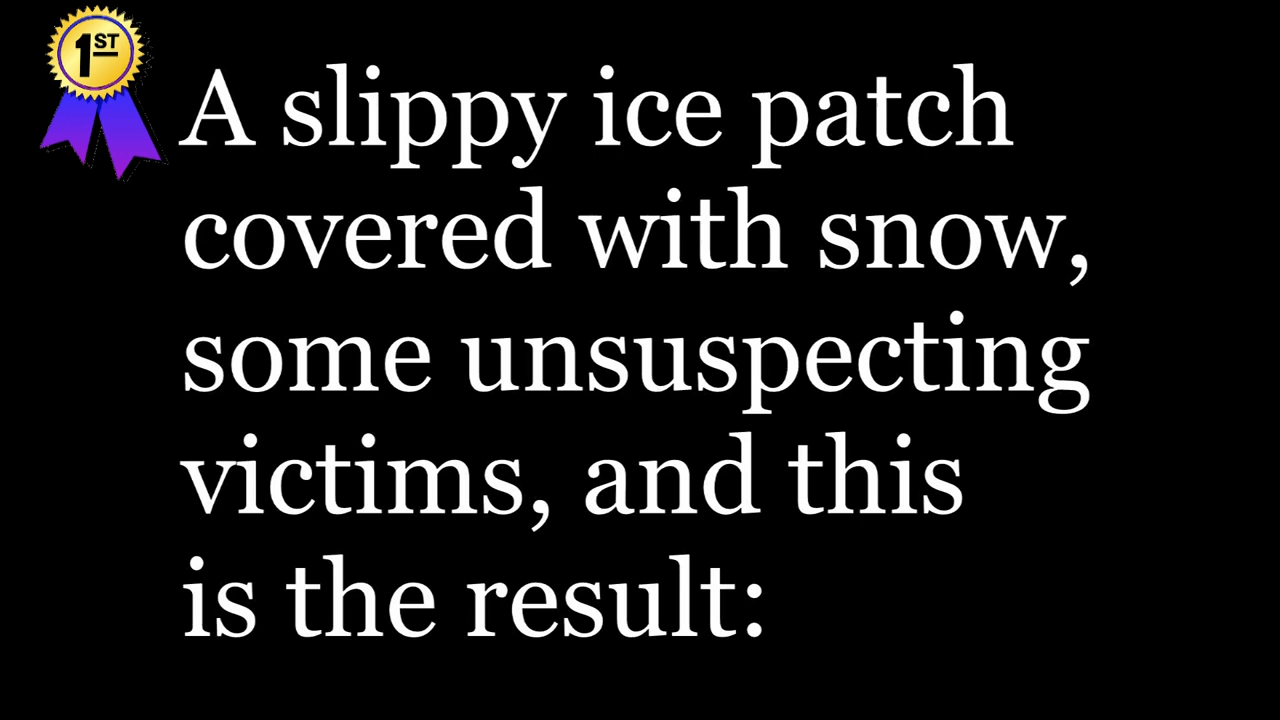 1ST
A slippy ice patch
covered with snow,
some unsuspecting
victims, and this
is the result: